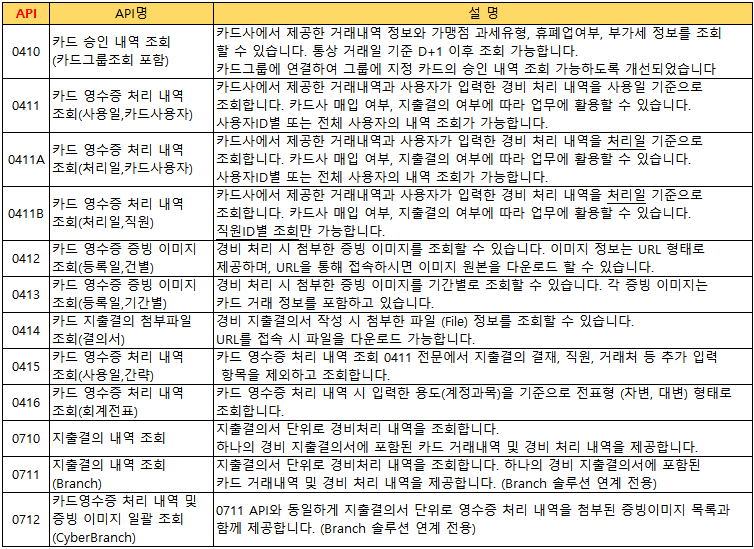 API API명 설 명
0410 카드 승인 내역 조회
(카드그룹조회 포함)
카드사에서 제공한 거래내역 정보와 가맹점 과세유형, 휴폐업여부, 부가세 정보를 조회
할 수 있습니다. 통상 거래일 기준 D+1 이후 조회 가능합니다.
카드그룹에 연결하여 그룹에 지정 카드의 승인 내역 조회 가능하도록 개선되었습니다
0411 카드 영수증 처리 내역
조회(사용일,카드사용자)
카드사에서 제공한 거래내역과 사용자가 입력한 경비 처리 내역을 사용일 기준으로
조회합니다. 카드사 매입 여부, 지출결의 여부에 따라 업무에 활용할 수 있습니다.
사용자ID별 또는 전체 사용자의 내역 조회가 가능합니다.
0411A 카드 영수증 처리 내역
조회(처리일,카드사용자)
카드사에서 제공한 거래내역과 사용자가 입력한 경비 처리 내역을 처리일 기준으로
조회합니다. 카드사 매입 여부, 지출결의 여부에 따라 업무에 활용할 수 있습니다.
사용자ID별 또는 전체 사용자의 내역 조회가 가능합니다.
0411B 카드 영수증 처리 내역
조회(처리일,직원)
카드사에서 제공한 거래내역과 사용자가 입력한 경비 처리 내역을 처리일 기준으로
조회합니다. 카드사 매입 여부, 지출결의 여부에 따라 업무에 활용할 수 있습니다.
직원ID별 조회만 가능합니다.
0412 카드 영수증 증빙 이미지
조회(등록일,건별)
경비 처리 시 첨부한 증빙 이미지를 조회할 수 있습니다. 이미지 정보는 URL 형태로
제공하며, URL을 통해 접속하시면 이미지 원본을 다운로드 할 수 있습니다.
0413 카드 영수증 증빙 이미지
조회(등록일,기간별)
경비 처리 시 첨부한 증빙 이미지를 기간별로 조회할 수 있습니다. 각 증빙 이미지는
카드 거래 정보를 포함하고 있습니다.
0414 카드 지출결의 첨부파일
조회(결의서)
경비 지출결의서 작성 시 첨부한 파일 (File) 정보를 조회할 수 있습니다.
URL를 접속 시 파일을 다운로드 가능합니다.
0415 카드 영수증 처리 내역
조회(사용일,간략)
카드 영수증 처리 내역 조회 0411 전문에서 지출결의 결재, 직원, 거래처 등 추가 입력
항목을 제외하고 조회합니다.
0416 카드 영수증 처리 내역
조회(회계전표)
카드 영수증 처리 내역 시 입력한 용도(계정과목)을 기준으로 전표형 (차변, 대변) 형태로
조회합니다.
0710 지출결의 내역 조회
지출결의서 단위로 경비처리 내역을 조회합니다.
하나의 경비 지출결의서에 포함된 카드 거래내역 및 경비 처리 내역을 제공합니다.
0711 지출결의 내역 조회
(Branch)
지출결의서 단위로 경비처리 내역을 조회합니다. 하나의 경비 지출결의서에 포함된
카드 거래내역 및 경비 처리 내역을 제공합니다. (Branch 솔루션 연계 전용)
0712 카드영수증 처리 내역 및
증빙 이미지 일괄 조회
(CyberBranch)
0711 API와 동일하게 지출결의서 단위로 영수증 처리 내역을 첨부된 증빙이미지 목록과
함께 제공합니다. (Branch 솔루션 연계 전용)